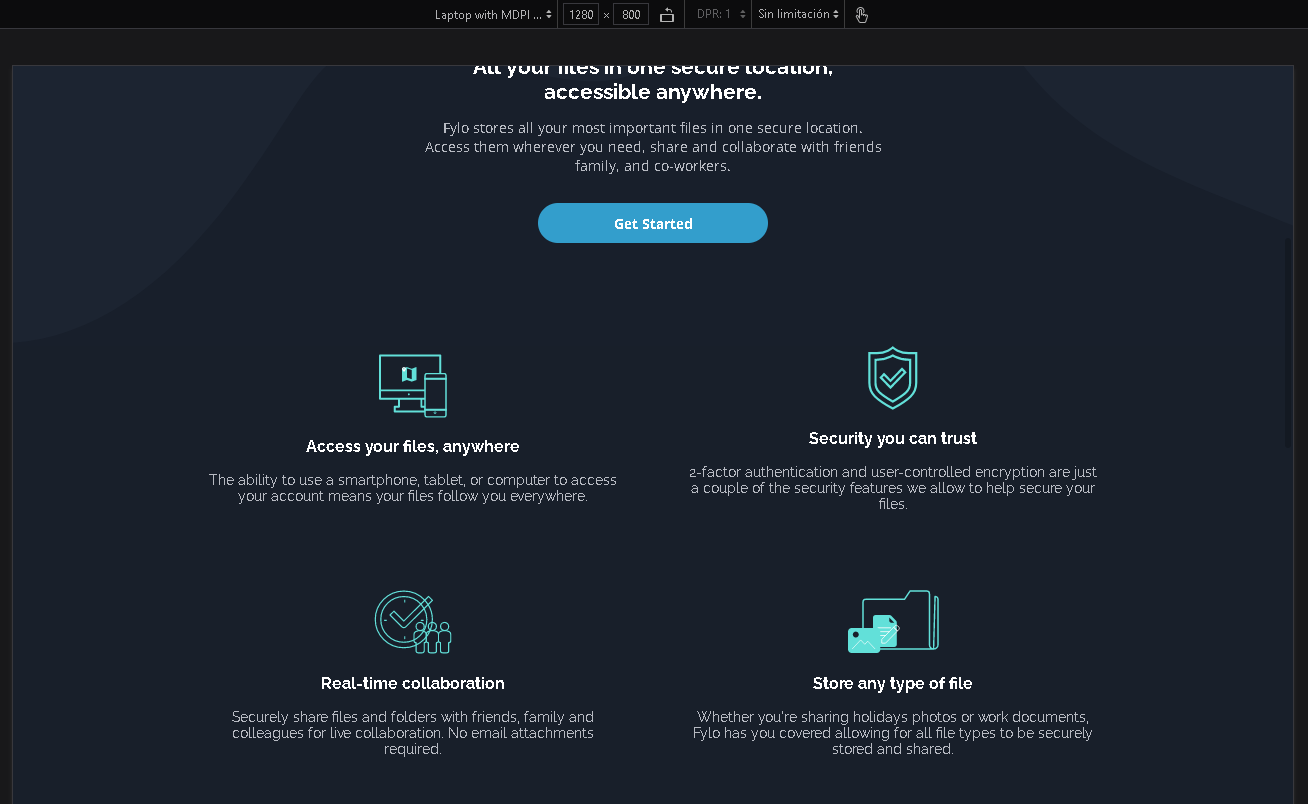 Laptop with MDPI ... 1280 × 800 DPR: 1 Sin limitación
All your files in one secure location,
accessible anywhere.
Fylo stores all your most important files in one secure location.
Access them wherever you need, share and collaborate with friends
family, and co-workers.
Get Started
Access your files, anywhere
The ability to use a smartphone, tablet, or computer to access
your account means your files follow you everywhere.
Security you can trust
2-factor authentication and user-controlled encryption are just
a couple of the security features we allow to help secure your
files.
Real-time collaboration
Securely share files and folders with friends, family and
colleagues for live collaboration. No email attachments
required.
Store any type of file
Whether you're sharing holidays photos or work documents,
Fylo has you covered allowing for all file types to be securely
stored and shared.